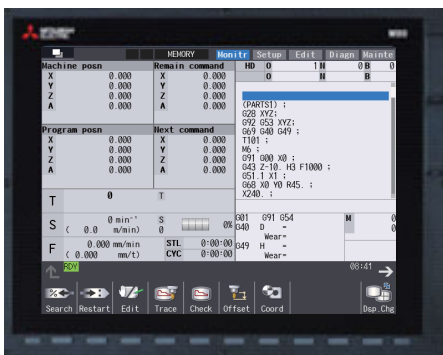 MITSUBISHI
M80
MEMORY Monitr Setup Edit Diagn Mainte
Machine posn Remain command HD O 1 N 0 B 0
X 0.000 X 0.000 O N B
Y 0.000 Y 0.000
Z 0.000 Z 0.000
A 0.000 A 0.000
(PARTS1) ;
G28 XYZ;
G92 G53 XYZ;
Program posn Next command G69 G40 G49 ;
X 0.000 X 0.000 T101 ;
Y 0.000 Y 0.000 M6 ;
Z 0.000 Z 0.000 G91 G00 X0 ;
A 0.000 A 0.000 G43 Z-10. H3 F1000 ;
G51.1 X1 ;
G68 X0 Y0 R45. ;
T 0 T X240. ;
S 0 min⁻¹ S 0% G01 G91 G54 M 0
( 0.0 m/min) 0 G40 D - 0
Wear-
F 0.000 mm/min STL 0:00:00 G49 H -
( 0.000 mm/t) CYC 0:00:00 Wear-
RDY 08:41
Search Restart Edit Trace Check Offset Coord Dsp.Chg